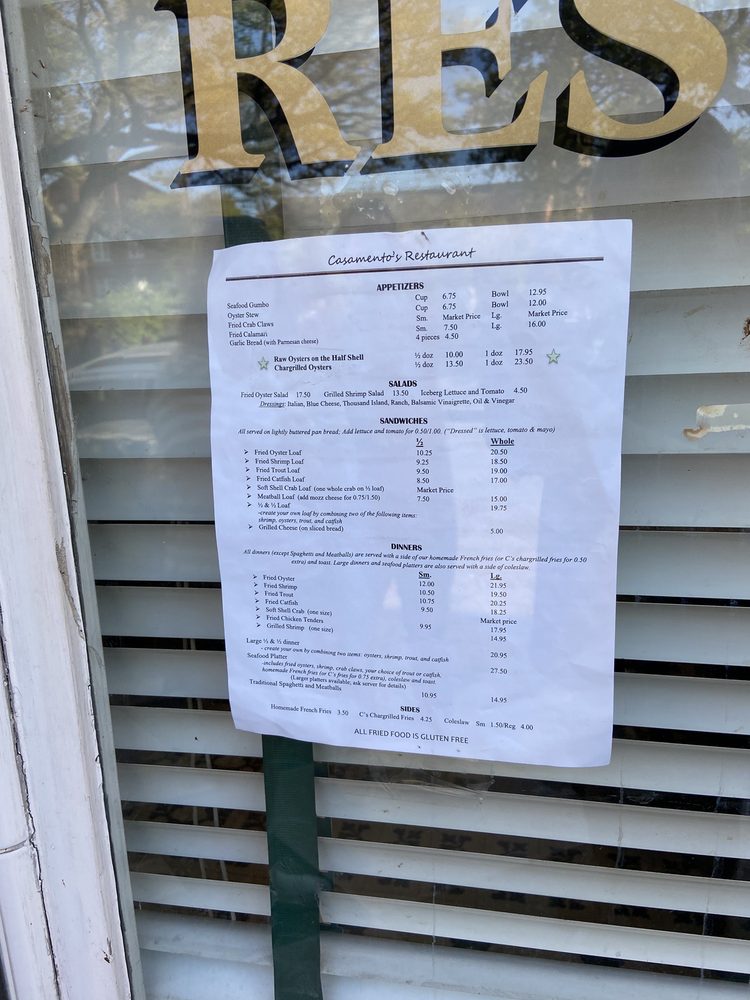 RES
Casamento's Restaurant
APPETIZERS
Seafood Gumbo Cup 6.75 Bowl 12.95
Oyster Stew Cup 6.75 Bowl 12.00
Fried Crab Claws Sm. Market Price Lg. Market Price
Fried Calamari Sm. 7.50 Lg. 16.00
Garlic Bread (with Parmesan cheese) 4 pieces 4.50
Raw Oysters on the Half Shell ½ doz 10.00 1 doz 17.95
Chargrilled Oysters ½ doz 13.50 1 doz 23.50
SALADS
Fried Oyster Salad 17.50 Grilled Shrimp Salad 13.50 Iceberg Lettuce and Tomato 4.50
Dressings: Italian, Blue Cheese, Thousand Island, Ranch, Balsamic Vinaigrette, Oil & Vinegar
SANDWICHES
All served on lightly buttered pan bread; Add lettuce and tomato for 0.50/1.00. ("Dressed" is lettuce, tomato & mayo)
½ Whole
➢ Fried Oyster Loaf 10.25 20.50
➢ Fried Shrimp Loaf 9.25 18.50
➢ Fried Trout Loaf 9.50 19.00
➢ Fried Catfish Loaf 8.50 17.00
➢ Soft Shell Crab Loaf (one whole crab on ½ loaf) Market Price
➢ Meatball Loaf (add mozz cheese for 0.75/1.50) 7.50 15.00
➢ ½ & ½ Loaf 19.75
-create your own loaf by combining two of the following items:
shrimp, oysters, trout, and catfish
➢ Grilled Cheese (on sliced bread) 5.00
DINNERS
All dinners (except Spaghetti and Meatballs) are served with a side of our homemade French fries (or C's chargrilled fries for 0.50
extra) and toast. Large dinners and seafood platters are also served with a side of coleslaw.
Sm. Lg.
➢ Fried Oyster 12.00 21.95
➢ Fried Shrimp 10.50 19.50
➢ Fried Trout 10.75 20.25
➢ Fried Catfish 9.50 18.25
➢ Soft Shell Crab (one size) Market price
➢ Fried Chicken Tenders 17.95
➢ Grilled Shrimp (one size) 9.95 14.95
Large ½ & ½ dinner 20.95
- create your own by combining two items: oysters, shrimp, trout, and catfish
Seafood Platter 27.50
-includes fried oysters, shrimp, crab claws, your choice of trout or catfish,
homemade French fries (or C's fries for 0.75 extra), coleslaw and toast
(Larger platters available, ask server for details)
Traditional Spaghetti and Meatballs 10.95 14.95
SIDES
Homemade French Fries 3.50 C's Chargrilled Fries 4.25 Coleslaw Sm 1.50/Reg 4.00
ALL FRIED FOOD IS GLUTEN FREE